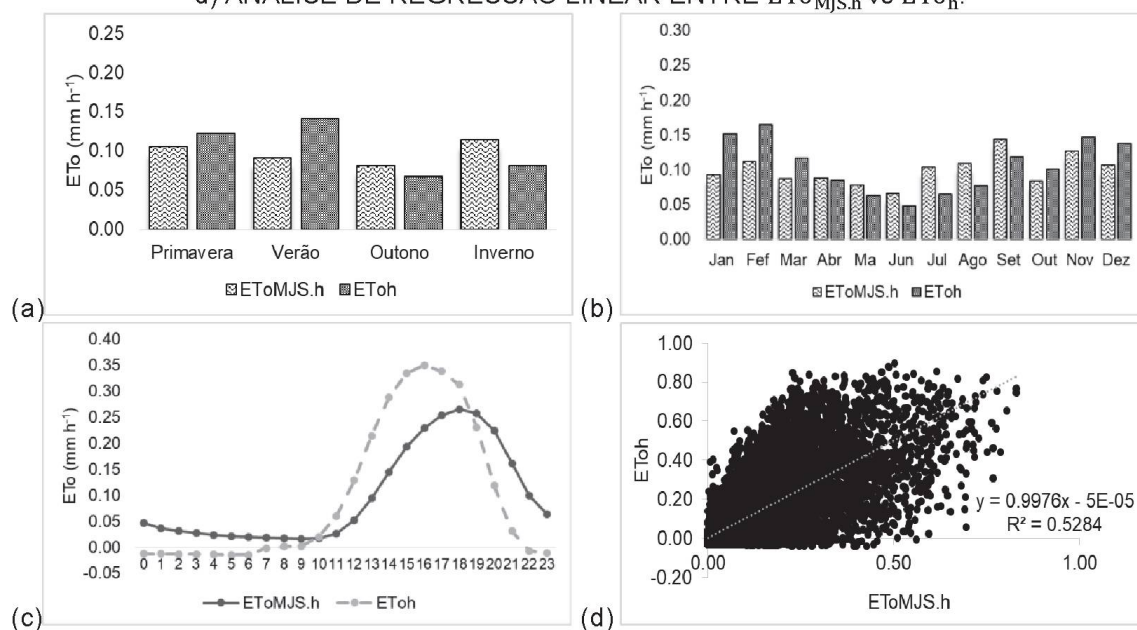 d) ANÁLISE DE REGRESSÃO LINEAR ENTRE ETo_MJS.h vs ETo_h.
ETo (mm h⁻¹)
0.25
0.20
0.15
0.10
0.05
0.00
Primavera Verão Outono Inverno
EToMJS.h EToh
(a)
ETo (mm h⁻¹)
0.30
0.25
0.20
0.15
0.10
0.05
0.00
Jan Fef Mar Abr Ma Jun Jul Ago Set Out Nov Dez
EToMJS.h EToh
(b)
ETo (mm h⁻¹)
0.40
0.35
0.30
0.25
0.20
0.15
0.10
0.05
0.00
-0.05
0 1 2 3 4 5 6 7 8 9 10 11 12 13 14 15 16 17 18 19 20 21 22 23
EToMJS.h EToh
(c)
EToh
1.00
0.80
0.60
0.40
0.20
0.00
-0.20
0.00 0.50 1.00
y = 0.9976x - 5E-05
R² = 0.5284
EToMJS.h
(d)